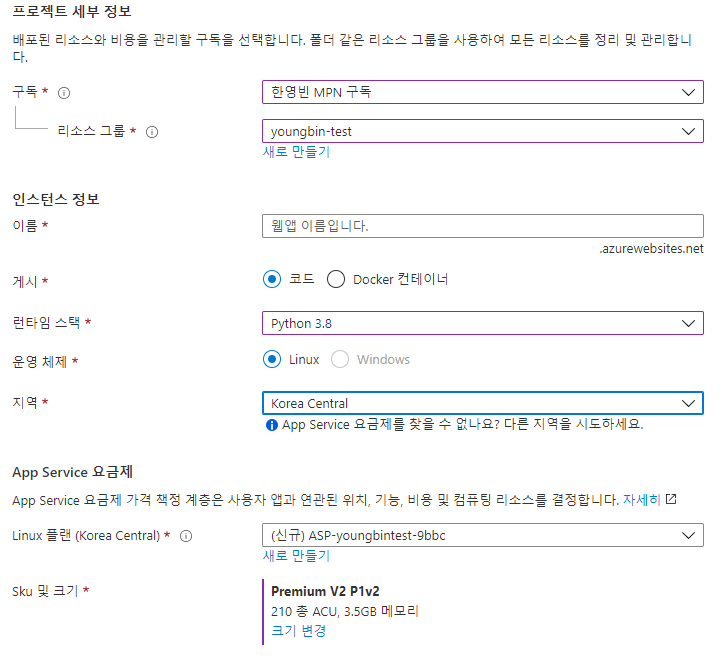 프로젝트 세부 정보
배포된 리소스와 비용을 관리할 구독을 선택합니다. 폴더 같은 리소스 그룹을 사용하여 모든 리소스를 정리 및 관리합니
다.
구독 *
한영빈 MPN 구독
리소스 그룹 *
youngbin-test
새로 만들기
인스턴스 정보
이름 *
웹앱 이름입니다.
.azurewebsites.net
게시 *
코드 Docker 컨테이너
런타임 스택 *
Python 3.8
운영 체제 *
Linux Windows
지역 *
Korea Central
App Service 요금제를 찾을 수 없나요? 다른 지역을 시도하세요.
App Service 요금제
App Service 요금제 가격 책정 계층은 사용자 앱과 연관된 위치, 기능, 비용 및 컴퓨팅 리소스를 결정합니다. 자세히
Linux 플랜 (Korea Central) *
(신규) ASP-youngbintest-9bbc
새로 만들기
Sku 및 크기 *
Premium V2 P1v2
210 총 ACU, 3.5GB 메모리
크기 변경